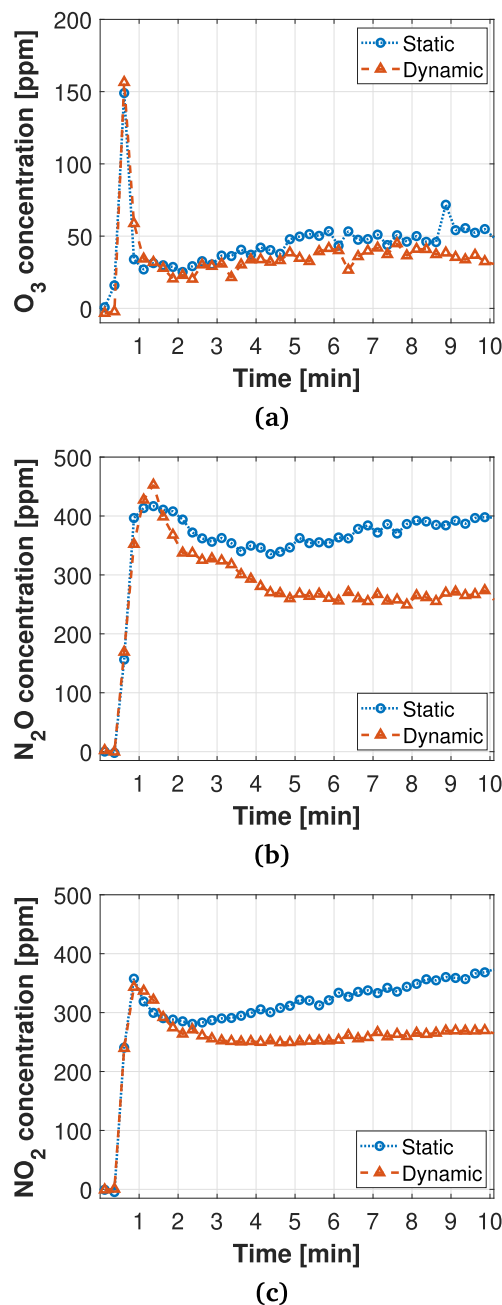 O3 concentration [ppm]
200
150
100
50
0
Static
Dynamic
1 2 3 4 5 6 7 8 9 10
Time [min]
(a)
N2O concentration [ppm]
500
400
300
200
100
0
Static
Dynamic
1 2 3 4 5 6 7 8 9 10
Time [min]
(b)
NO2 concentration [ppm]
500
400
300
200
100
0
Static
Dynamic
1 2 3 4 5 6 7 8 9 10
Time [min]
(c)